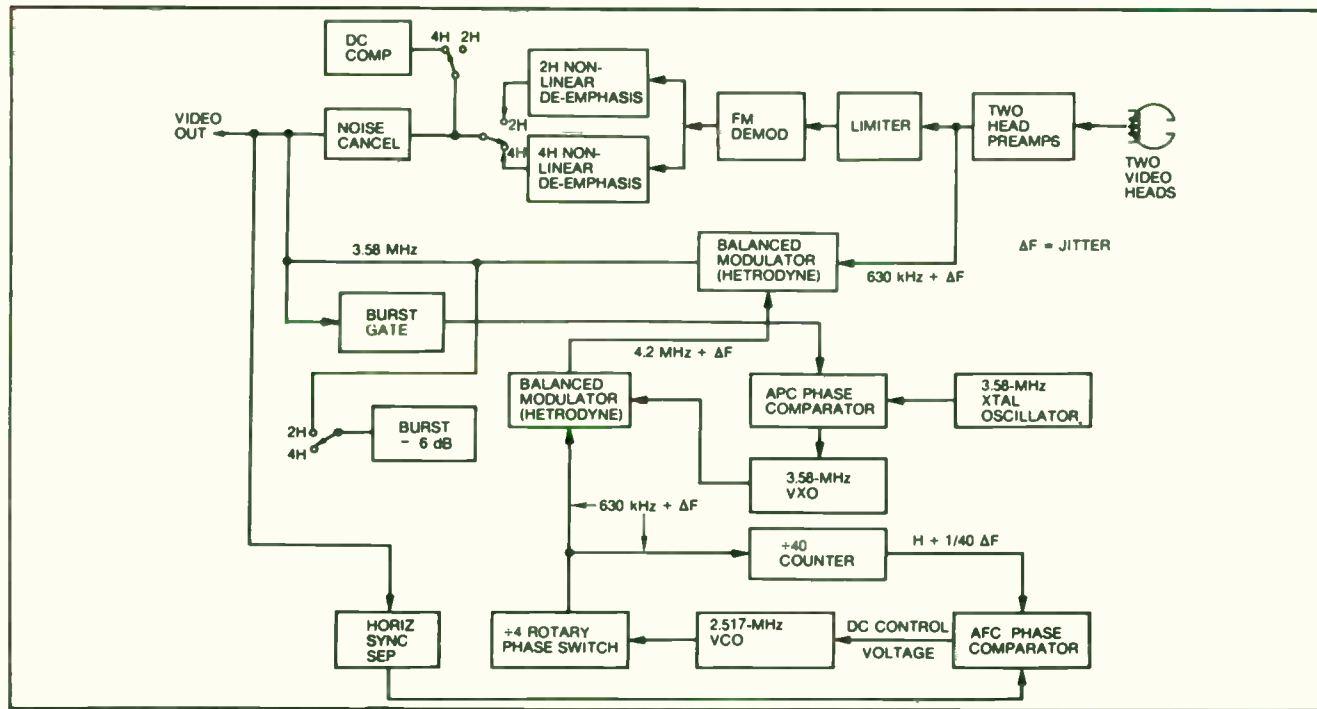 DC
COMP
4H 2H
2H NON-
LINEAR
DE-EMPHASIS
2H
4H
4H NON-
LINEAR
DE-EMPHASIS
VIDEO
OUT
NOISE
CANCEL
FM
DEMOD
LIMITER
TWO
HEAD
PREAMPS
TWO
VIDEO
HEADS
3.58 MHz
BALANCED
MODULATOR
(HETRODYNE)
ΔF = JITTER
630 kHz + ΔF
BURST
GATE
4.2 MHz + ΔF
BALANCED
MODULATOR
(HETRODYNE)
APC PHASE
COMPARATOR
3.58-MHz
XTAL
OSCILLATOR
2H
4H
BURST
- 6 dB
3.58-MHz
VXO
630 kHz + ΔF
÷40
COUNTER
H + 1/40 ΔF
HORIZ
SYNC
SEP
÷4 ROTARY
PHASE SWITCH
2.517-MHz
VCO
DC CONTROL
VOLTAGE
AFC PHASE
COMPARATOR